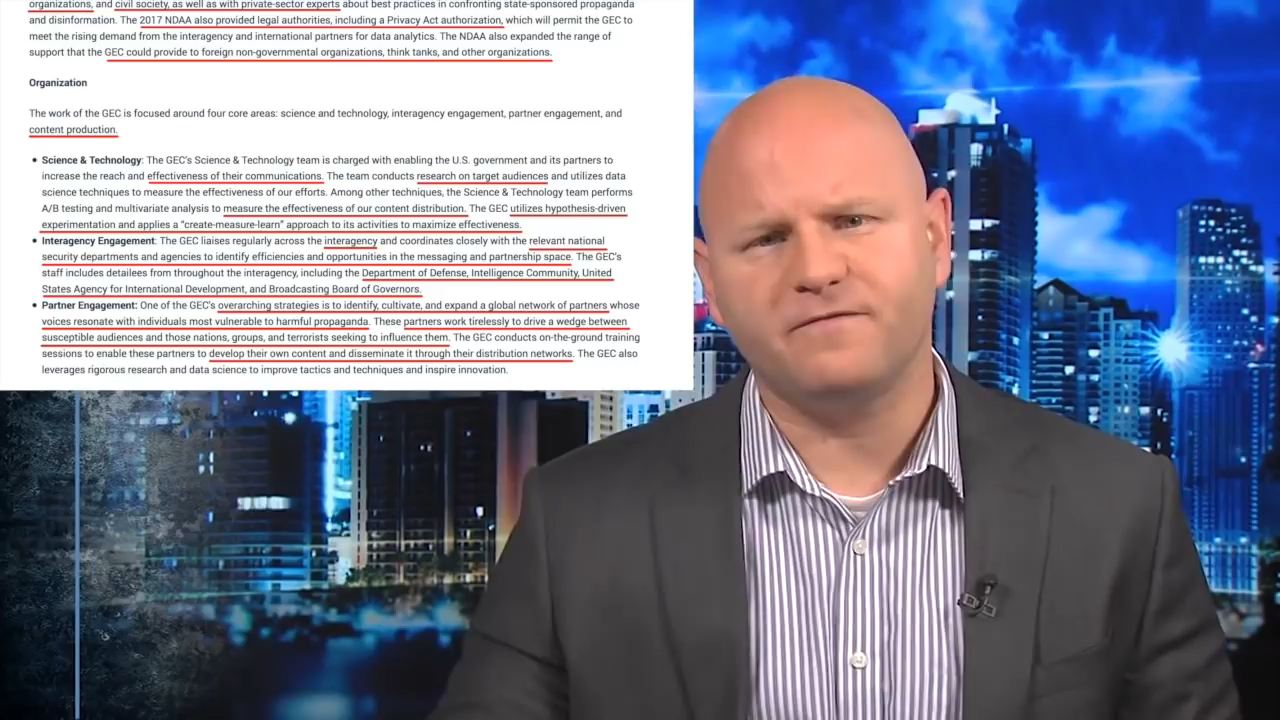 organizations, and civil society, as well as with private-sector experts about best practices in confronting state-sponsored propaganda
and disinformation. The 2017 NDAA also provided legal authorities, including a Privacy Act authorization, which will permit the GEC to
meet the rising demand from the interagency and international partners for data analytics. The NDAA also expanded the range of
support that the GEC could provide to foreign non-governmental organizations, think tanks, and other organizations.
Organization
The work of the GEC is focused around four core areas: science and technology, interagency engagement, partner engagement, and
content production.
• Science & Technology: The GEC's Science & Technology team is charged with enabling the U.S. government and its partners to
increase the reach and effectiveness of their communications. The team conducts research on target audiences and utilizes data
science techniques to measure the effectiveness of our efforts. Among other techniques, the Science & Technology team performs
A/B testing and multivariate analysis to measure the effectiveness of our content distribution. The GEC utilizes hypothesis-driven
experimentation and applies a "create-measure-learn" approach to its activities to maximize effectiveness.
• Interagency Engagement: The GEC liaises regularly across the interagency and coordinates closely with the relevant national
security departments and agencies to identify efficiencies and opportunities in the messaging and partnership space. The GEC's
staff includes detailees from throughout the interagency, including the Department of Defense, Intelligence Community, United
States Agency for International Development, and Broadcasting Board of Governors.
• Partner Engagement: One of the GEC's overarching strategies is to identify, cultivate, and expand a global network of partners whose
voices resonate with individuals most vulnerable to harmful propaganda. These partners work tirelessly to drive a wedge between
susceptible audiences and those nations, groups, and terrorists seeking to influence them. The GEC conducts on-the-ground training
sessions to enable these partners to develop their own content and disseminate it through their distribution networks. The GEC also
leverages rigorous research and data science to improve tactics and techniques and inspire innovation.